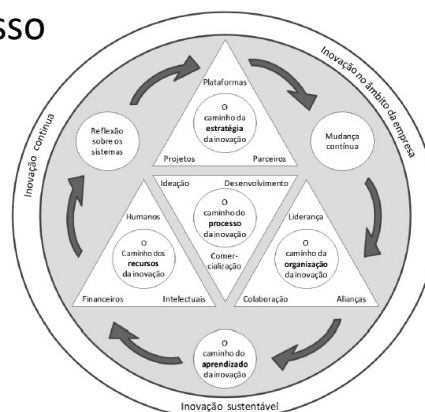 sso
Inovação contínua
Inovação no âmbito da empresa
Plataformas
O
caminho da
estratégia
da inovação
Projetos
Parceiros
Reflexão
sobre os
sistemas
Mudança
contínua
Ideação
Desenvolvimento
O
caminho do
processo
da inovação
Comer-
cialização
Humanos
O
Caminho dos
recursos
da inovação
Financeiros
Intelectuais
Liderança
O
caminho da
organização
da inovação
Colaboração
Alianças
O
caminho do
aprendizado
da inovação
Inovação sustentável